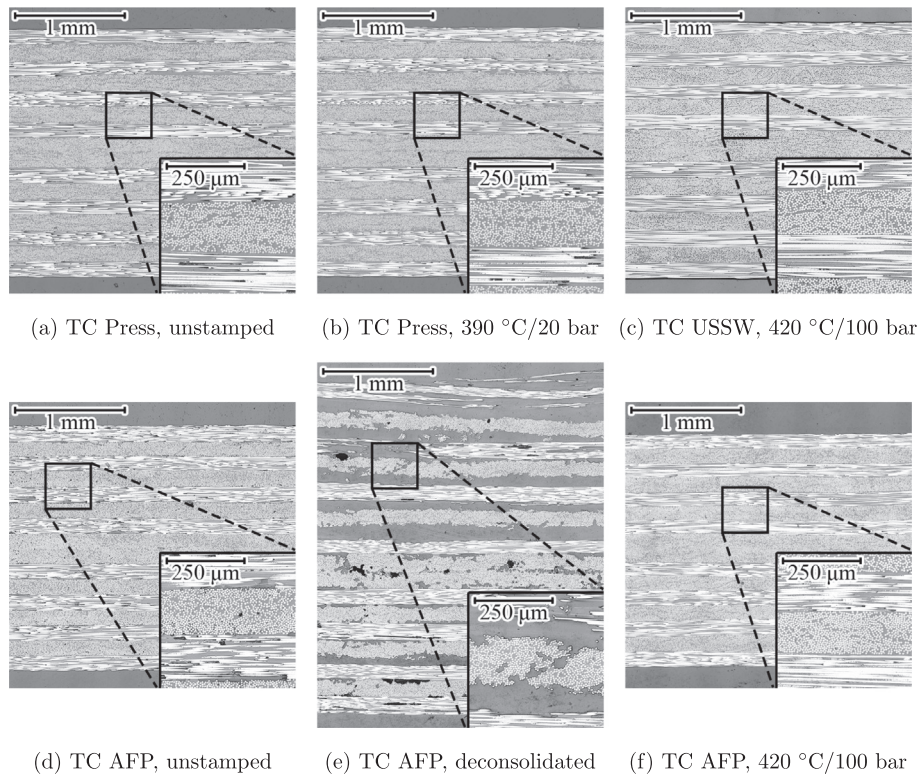 1 mm
250 μm
1 mm
250 μm
1 mm
250 μm
(a) TC Press, unstamped
(b) TC Press, 390 °C/20 bar
(c) TC USSW, 420 °C/100 bar
1 mm
250 μm
1 mm
250 μm
1 mm
250 μm
(d) TC AFP, unstamped
(e) TC AFP, deconsolidated
(f) TC AFP, 420 °C/100 bar